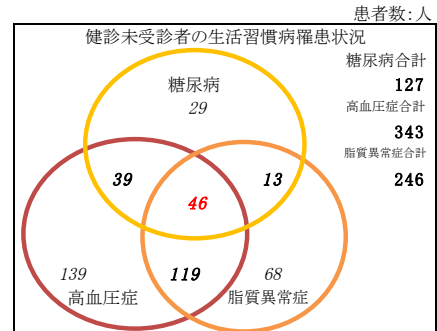 患者数:人
健診未受診者の生活習慣病罹患状況
糖尿病合計
127
高血圧症合計
343
脂質異常症合計
246
糖尿病
29
39
13
46
139
119
68
高血圧症
脂質異常症